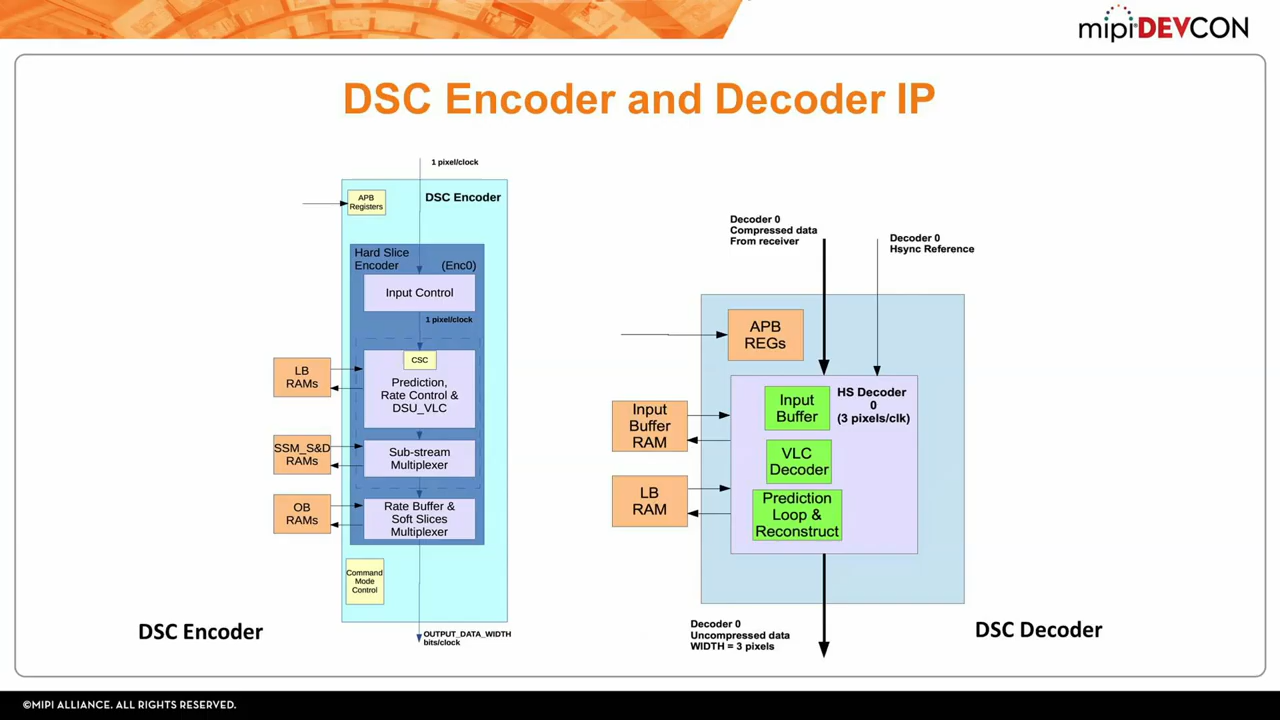 mipi DEVCON
DSC Encoder and Decoder IP
1 pixel/clock
APB
Registers
DSC Encoder
Hard Slice
Encoder
(Enc0)
Input Control
1 pixel/clock
CSC
Prediction,
Rate Control &
DSU_VLC
LB
RAMs
SSM_S&D
RAMs
Sub-stream
Multiplexer
OB
RAMs
Rate Buffer &
Soft Slices
Multiplexer
Command
Mode
Control
OUTPUT_DATA_WIDTH
bits/clock
DSC Encoder
Decoder 0
Compressed data
From receiver
Decoder 0
Hsync Reference
APB
REGs
Input
Buffer
HS Decoder
0
(3 pixels/clk)
Input
Buffer
RAM
VLC
Decoder
LB
RAM
Prediction
Loop &
Reconstruct
Decoder 0
Uncompressed data
WIDTH = 3 pixels
DSC Decoder
©MIPI ALLIANCE. ALL RIGHTS RESERVED.